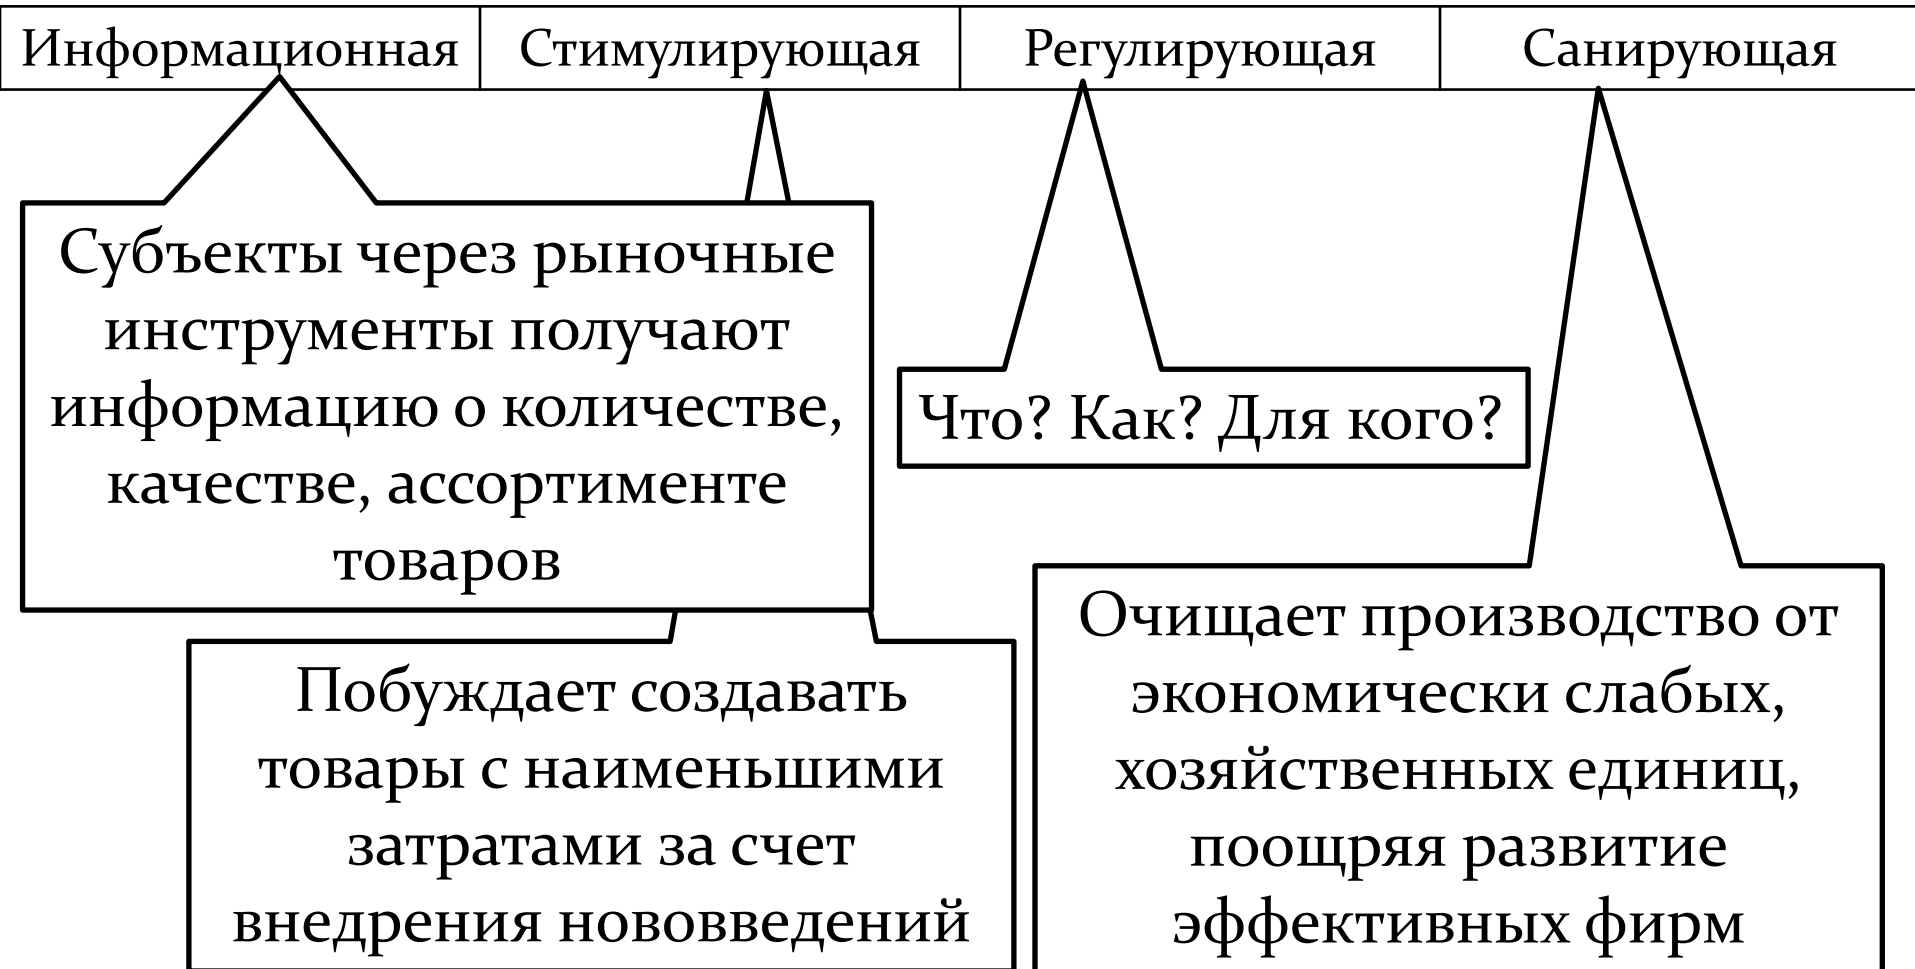 Информационная
Стимулирующая
Регулирующая
Санирующая
Субъекты через рыночные
инструменты получают
информацию о количестве,
качестве, ассортименте
товаров
Побуждает создавать
товары с наименьшими
затратами за счет
внедрения нововведений
Что? Как? Для кого?
Очищает производство от
экономически слабых,
хозяйственных единиц,
поощряя развитие
эффективных фирм